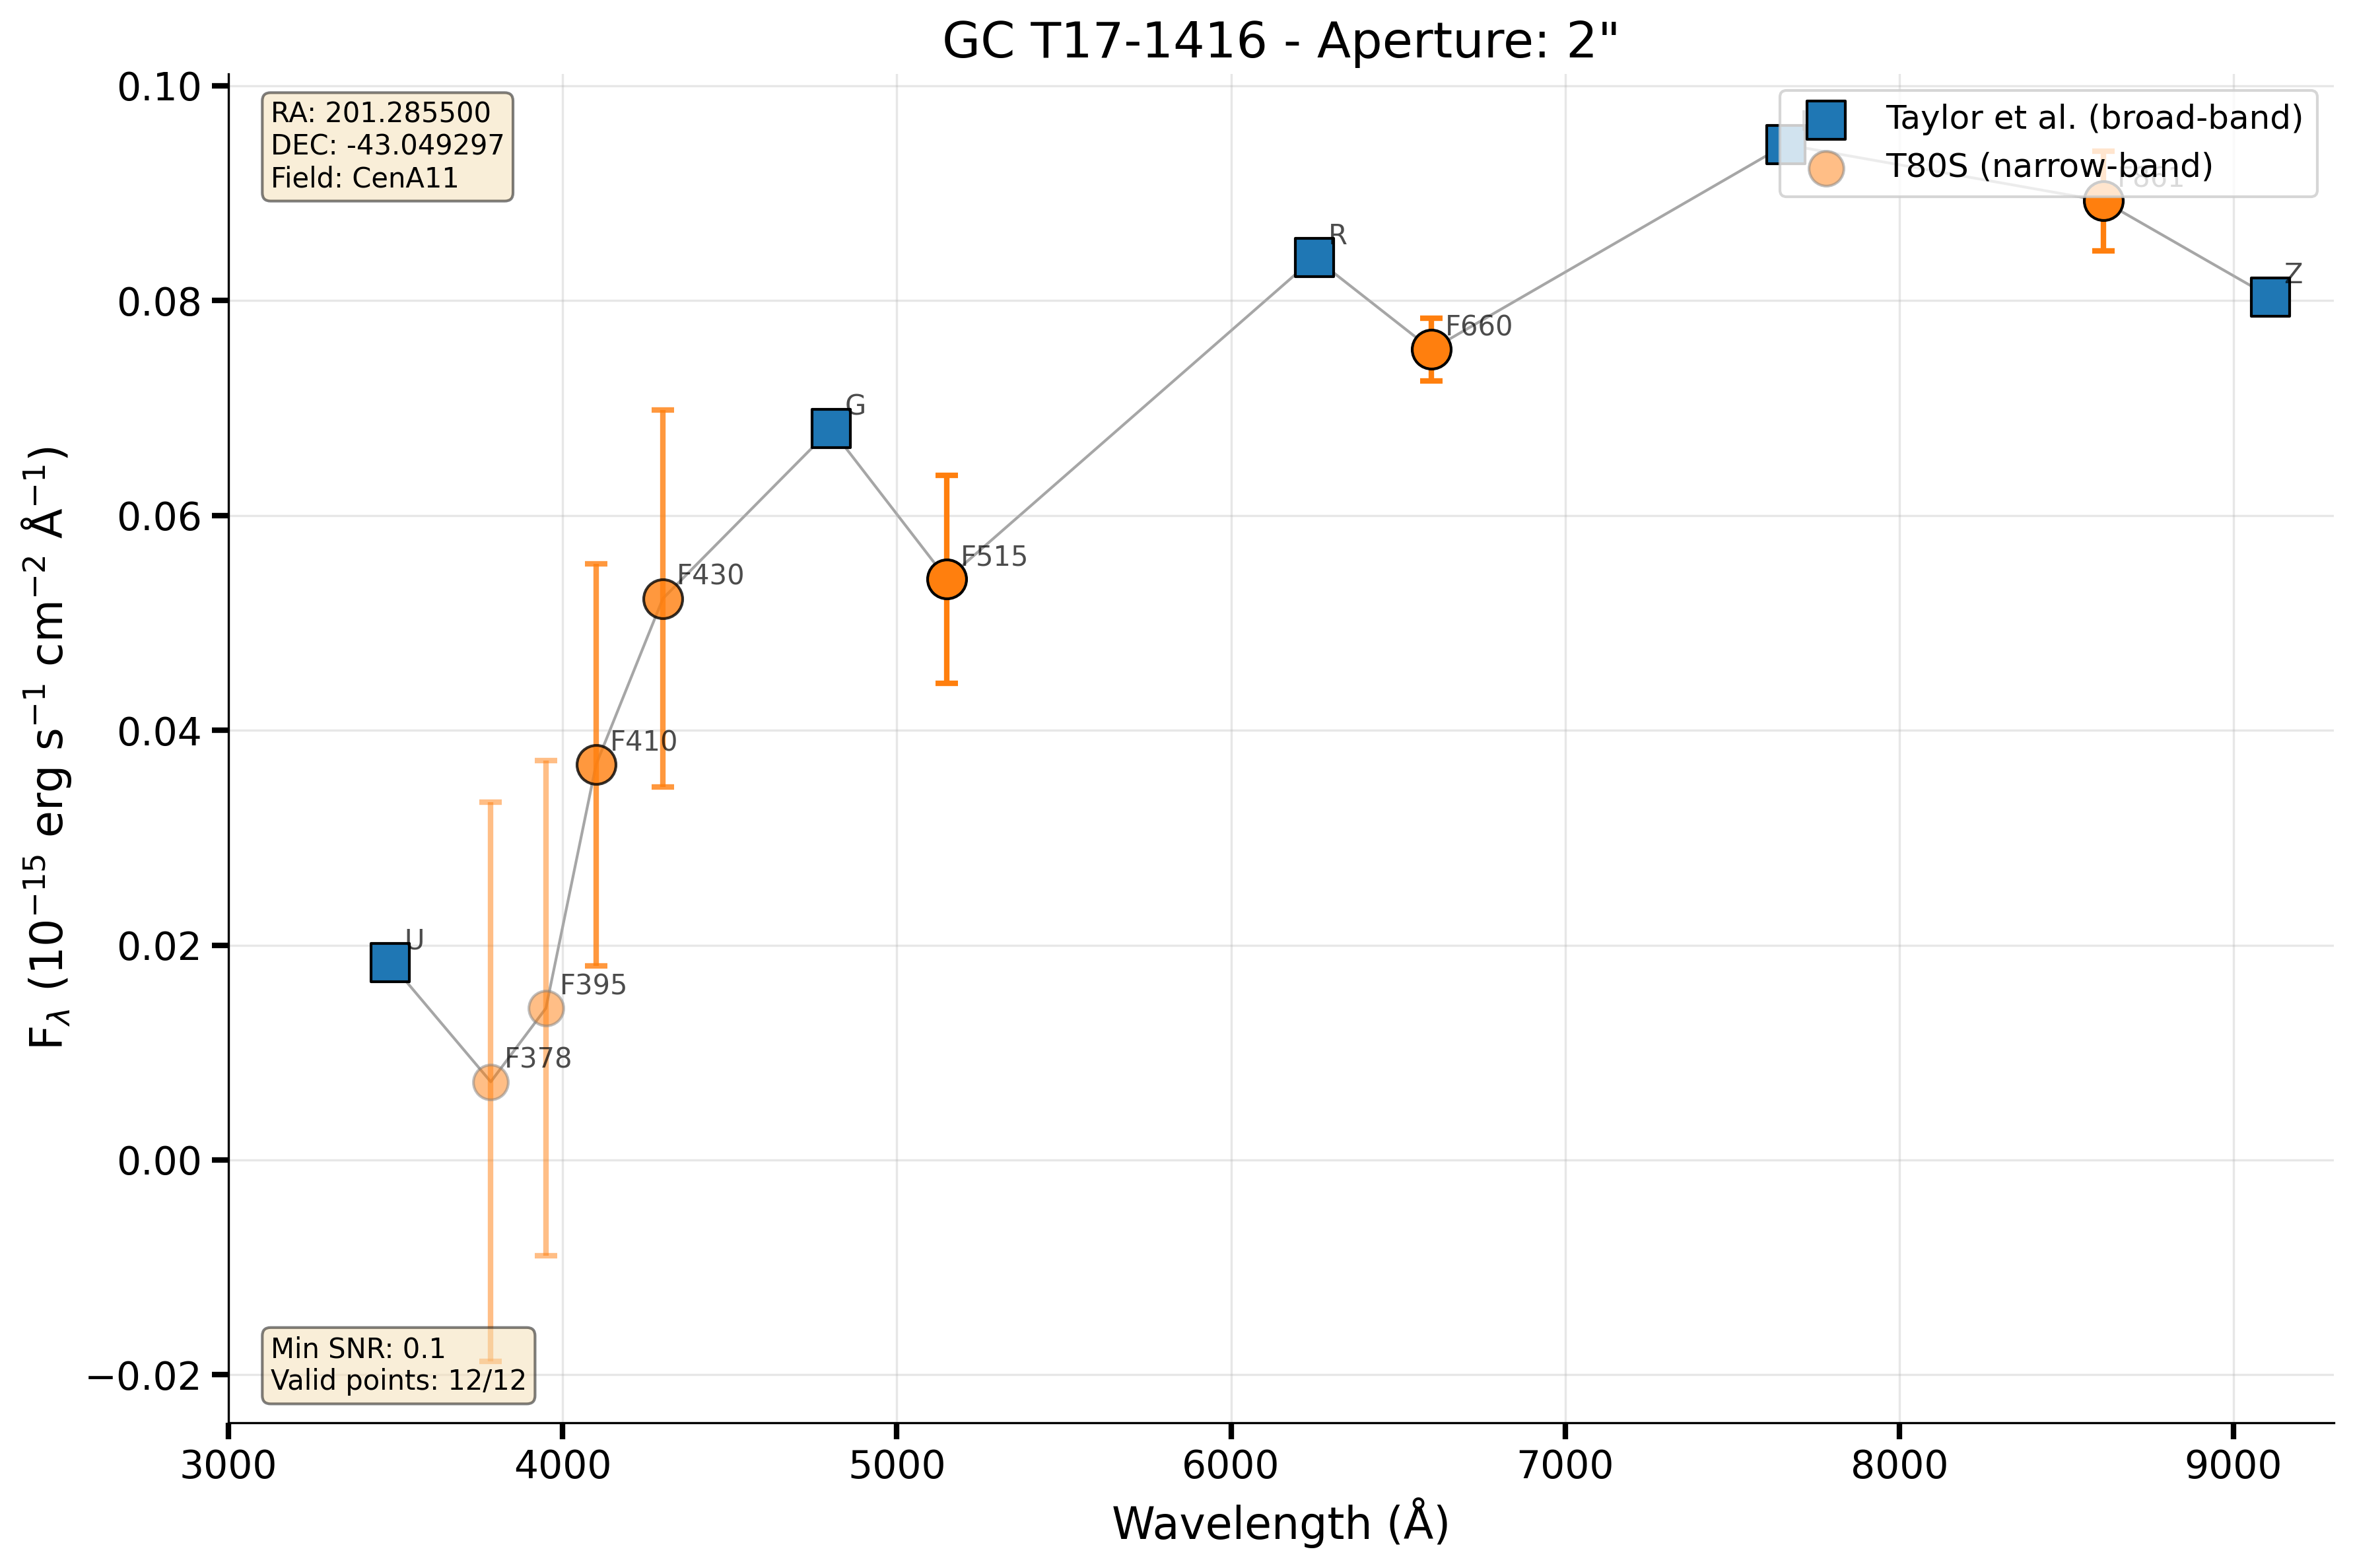 GC T17-1416 - Aperture: 2"
RA: 201.285500
DEC: -43.049297
Field: CenA11
Taylor et al. (broad-band)
T80S (narrow-band)
F861
R
Z
F660
G
F515
F430
F410
U
F395
F378
Min SNR: 0.1
Valid points: 12/12
0.10
0.08
0.06
0.04
0.02
0.00
−0.02
3000 4000 5000 6000 7000 8000 9000
Wavelength (Å)
F_λ (10⁻¹⁵ erg s⁻¹ cm⁻² Å⁻¹)